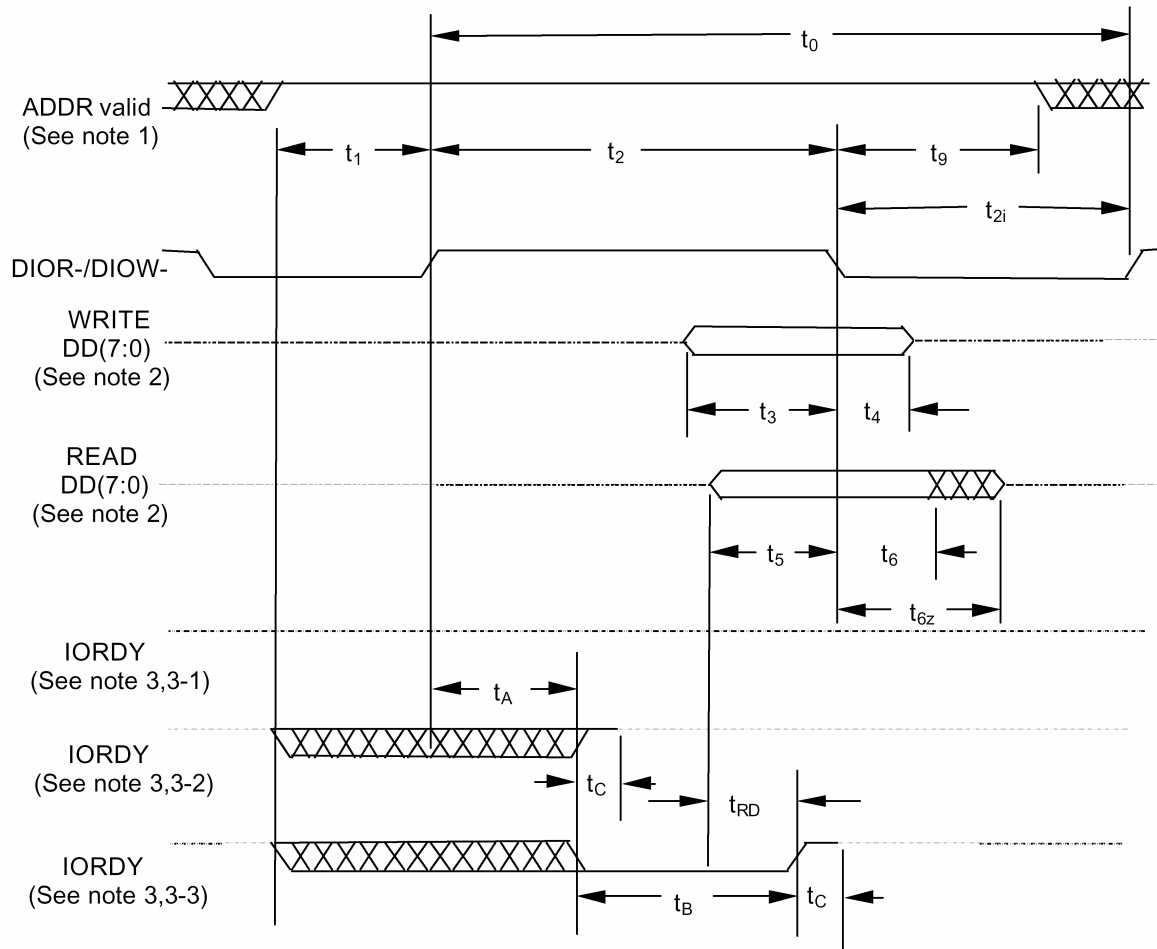 t0
ADDR valid
(See note 1)
t1
t2
t9
t2i
DIOR-/DIOW-
WRITE
DD(7:0)
(See note 2)
t3
t4
READ
DD(7:0)
(See note 2)
t5
t6
t6z
IORDY
(See note 3,3-1)
tA
IORDY
(See note 3,3-2)
tC
tRD
IORDY
(See note 3,3-3)
tB
tC